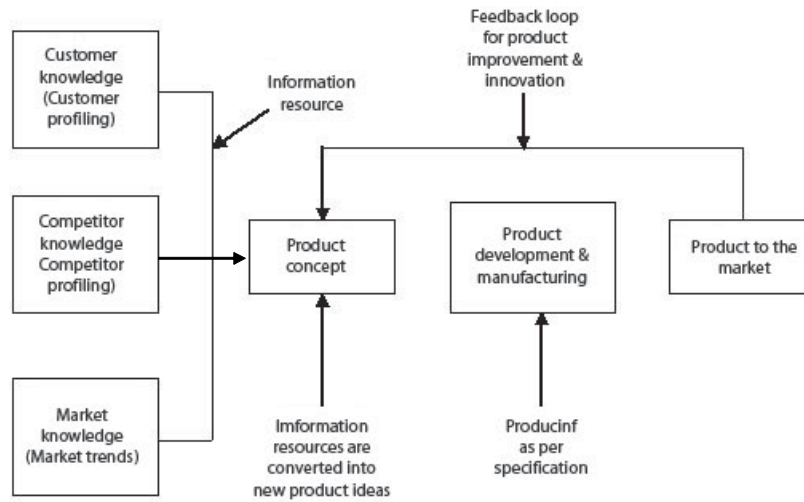 Customer
knowledge
(Customer
profiling)
Information
resource
Feedback loop
for product
improvement &
innovation
Competitor
knowledge
Competitor
profiling)
Product
concept
Product
development &
manufacturing
Product to the
market
Market
knowledge
(Market trends)
Imformation
resources are
converted into
new product ideas
Producinf
as per
specification